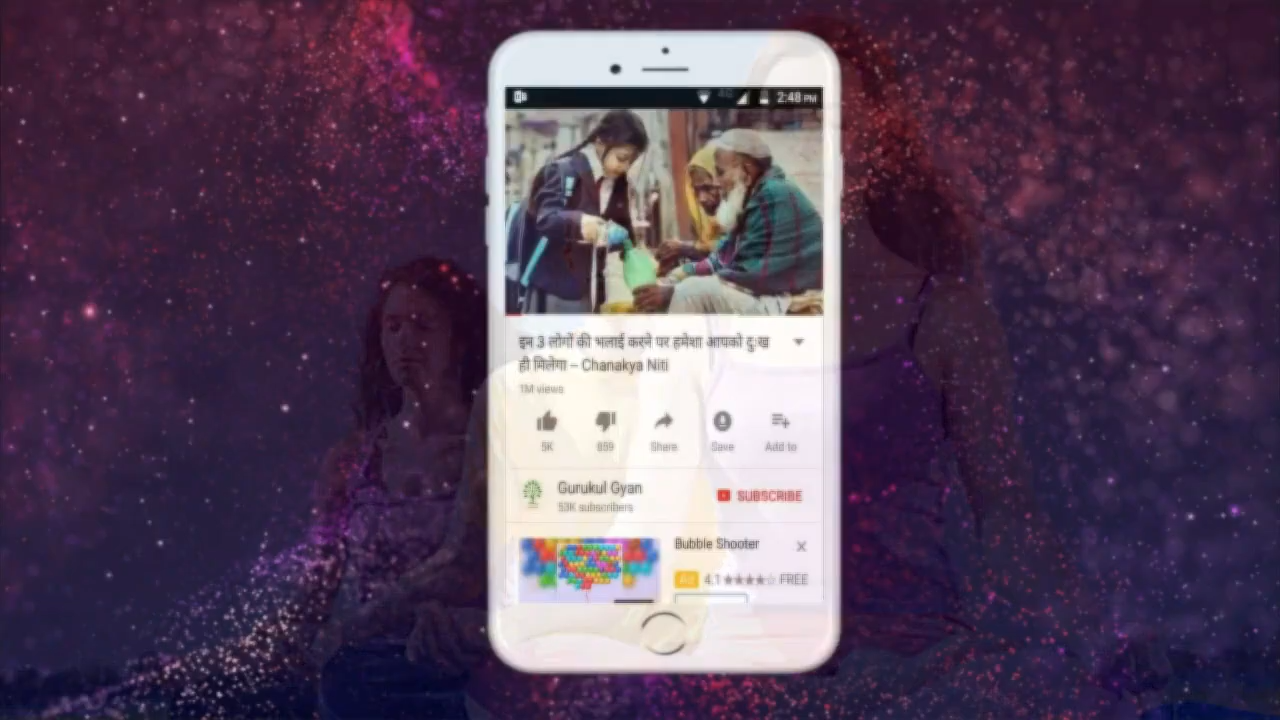 2:48 PM
इन 3 लोगों की भलाई करने पर हमेशा आपको दुःख
ही मिलेगा – Chanakya Niti
1M views
5K 859 Share Save Add to
Gurukul Gyan
SUBSCRIBE
53K subscribers
Bubble Shooter
Ad 4.1 FREE